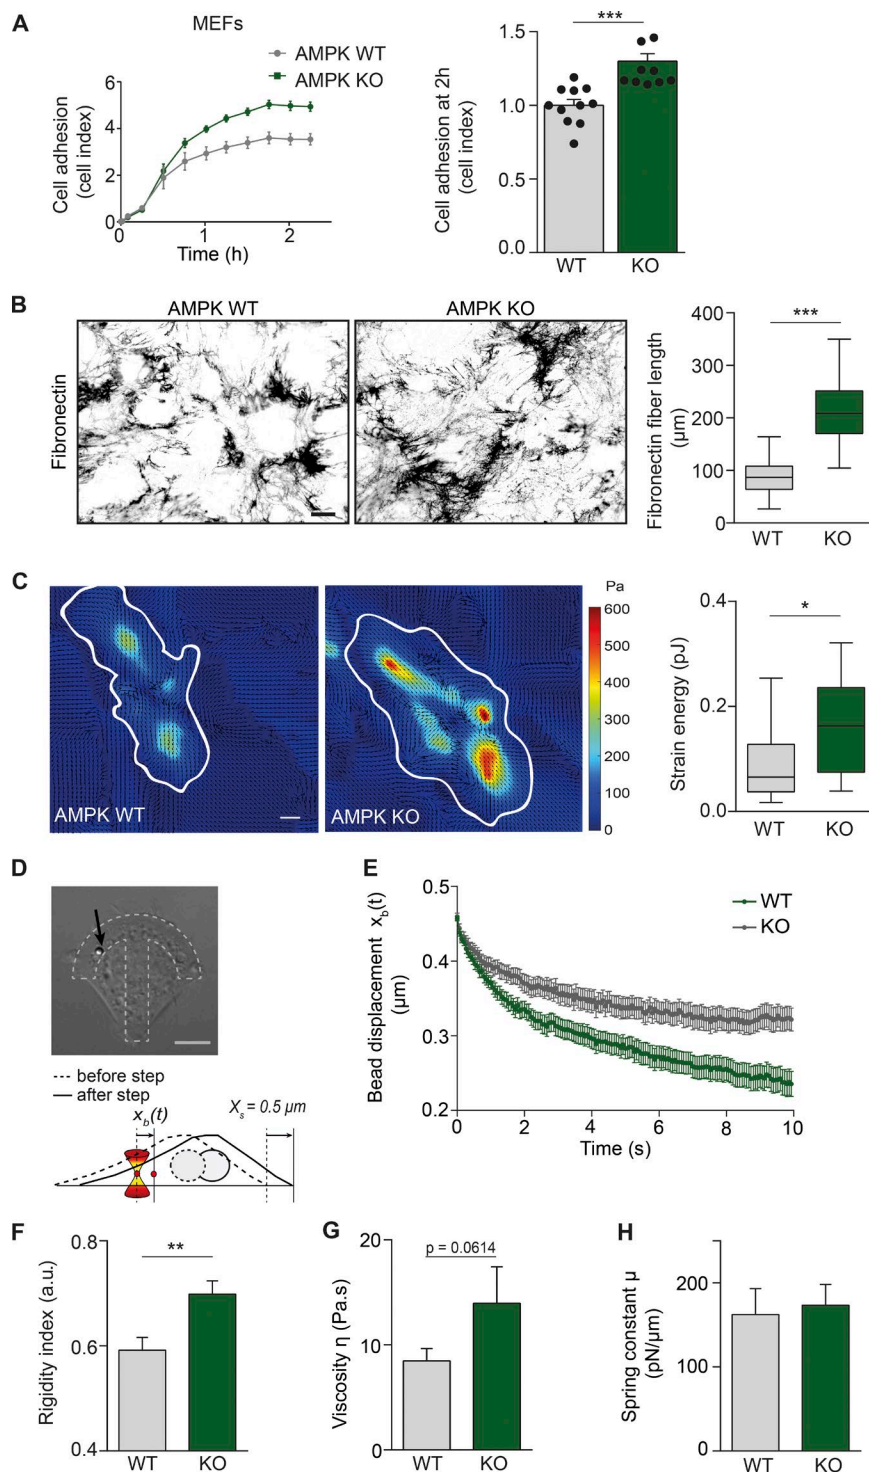 A
MEFs
AMPK WT
AMPK KO
Cell adhesion
(cell index)
6
4
2
0
0
1
2
Time (h)
***
Cell adhesion at 2h
(cell index)
1.5
1.0
1.5
0.0
WT
KO
B
AMPK WT
AMPK KO
Fibronectin
Fibronectin fiber length
(µm)
400
300
200
100
0
***
WT
KO
C
AMPK WT
AMPK KO
Pa
600
500
400
300
200
100
0
Strain energy (pJ)
0.4
0.2
0.0
*
WT
KO
D
before step
after step
xb(t)
Xs = 0.5 µm
E
Bead displacement xb(t)
(µm)
0.5
0.4
0.3
0.2
0
2
4
6
8
10
Time (s)
WT
KO
F
Rigidity index (a.u.)
0.8
0.6
0.4
**
WT
KO
G
Viscosity η (Pa.s)
20
10
0
p = 0.0614
WT
KO
H
Spring constant µ
(pN/µm)
200
100
0
WT
KO